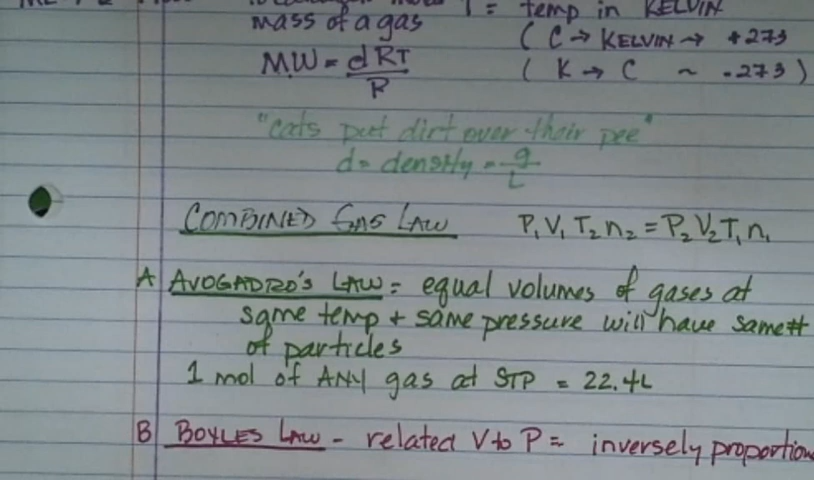 T = temp in KELVIN
mass of a gas
( C → KELVIN → +273
MW = dRT/P
( K → C ~ -273 )
"cats put dirt over their pee"
d = density = g/L
COMBINED GAS LAW P₁V₁T₂n₂ = P₂V₂T₁n₁
A AVOGADRO'S LAW = equal volumes of gases at
same temp + same pressure will have same #
of particles
1 mol of ANY gas at STP = 22.4L
B BOYLES LAW - related V to P = inversely proportion